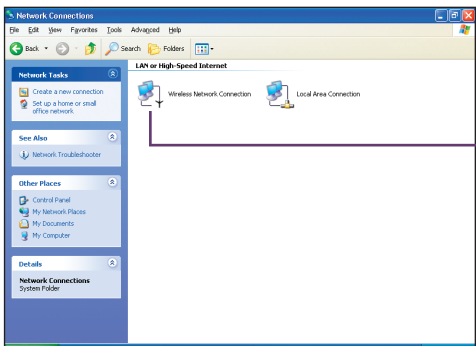 Network Connections
File Edit View Favorites Tools Advanced Help
Back Search Folders
Network Tasks
Create a new connection
Set up a home or small
office network
See Also
Network Troubleshooter
Other Places
Control Panel
My Network Places
My Documents
My Computer
Details
Network Connections
System Folder
LAN or High-Speed Internet
Wireless Network Connection
Local Area Connection